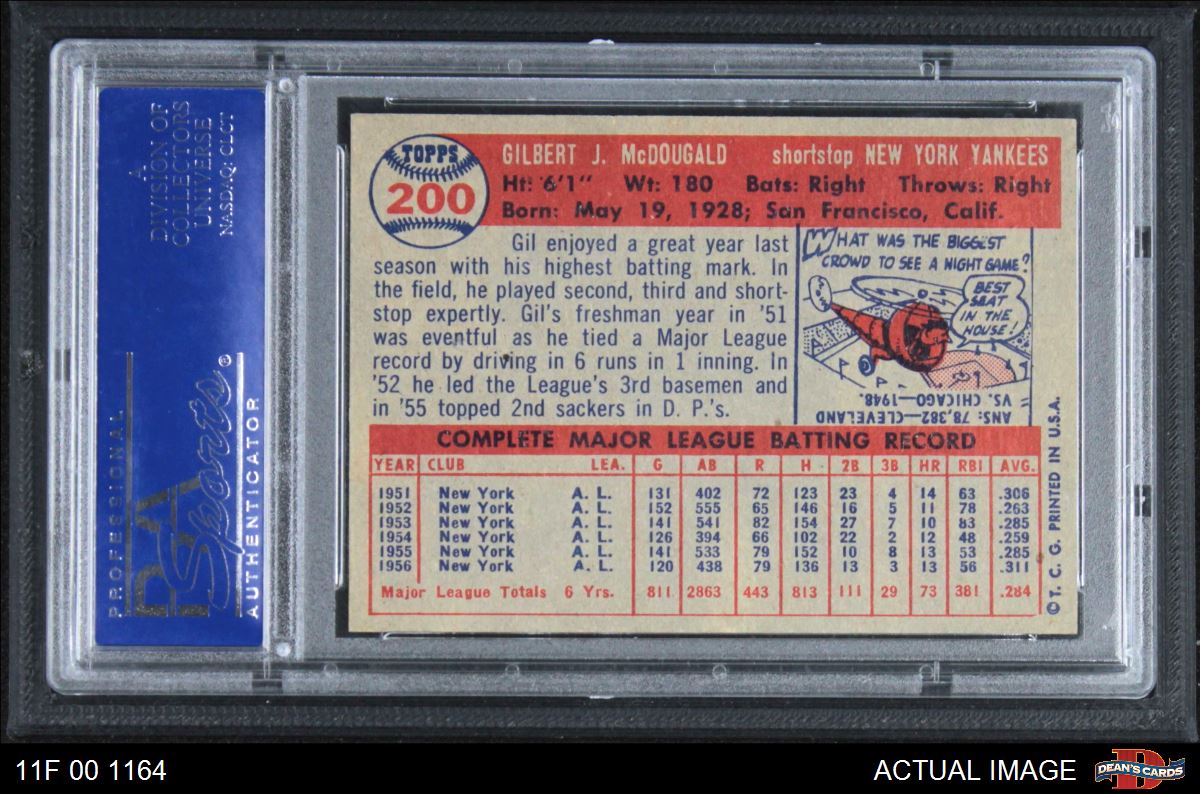 A
DIVISION OF
COLLECTORS
UNIVERSE
NASDAQ: CLCT
PROFESSIONAL
PSA
Sports®
AUTHENTICATOR
TOPPS
200
GILBERT J. McDOUGALD shortstop NEW YORK YANKEES
Ht: 6'1" Wt: 180 Bats: Right Throws: Right
Born: May 19, 1928; San Francisco, Calif.
Gil enjoyed a great year last
season with his highest batting mark. In
the field, he played second, third and short-
stop expertly. Gil's freshman year in '51
was eventful as he tied a Major League
record by driving in 6 runs in 1 inning. In
'52 he led the League's 3rd basemen and
in '55 topped 2nd sackers in D. P.'s.
WHAT WAS THE BIGGEST
CROWD TO SEE A NIGHT GAME?
BEST
SEAT
IN THE
HOUSE!
ANS: 78,382—CLEVELAND
VS. CHICAGO—1948.
COMPLETE MAJOR LEAGUE BATTING RECORD
YEAR CLUB LEA. G AB R H 2B 3B HR RBI AVG.
1951 New York A. L. 131 402 72 123 23 4 14 63 .306
1952 New York A. L. 152 555 65 146 16 5 11 78 .263
1953 New York A. L. 141 541 82 154 27 7 10 83 .285
1954 New York A. L. 126 394 66 102 22 2 12 48 .259
1955 New York A. L. 141 533 79 152 10 8 13 53 .285
1956 New York A. L. 120 438 79 136 13 3 13 56 .311
Major League Totals 6 Yrs. 811 2863 443 813 111 29 73 381 .284
© T. C. G. PRINTED IN U.S.A.
11F 00 1164
ACTUAL IMAGE
D
DEAN'S CARDS